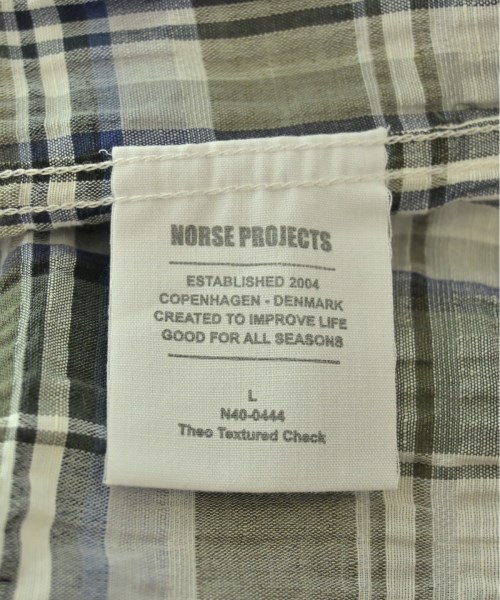 NORSE PROJECTS
ESTABLISHED 2004
COPENHAGEN - DENMARK
CREATED TO IMPROVE LIFE
GOOD FOR ALL SEASONS
L
N40-0444
Theo Textured Check